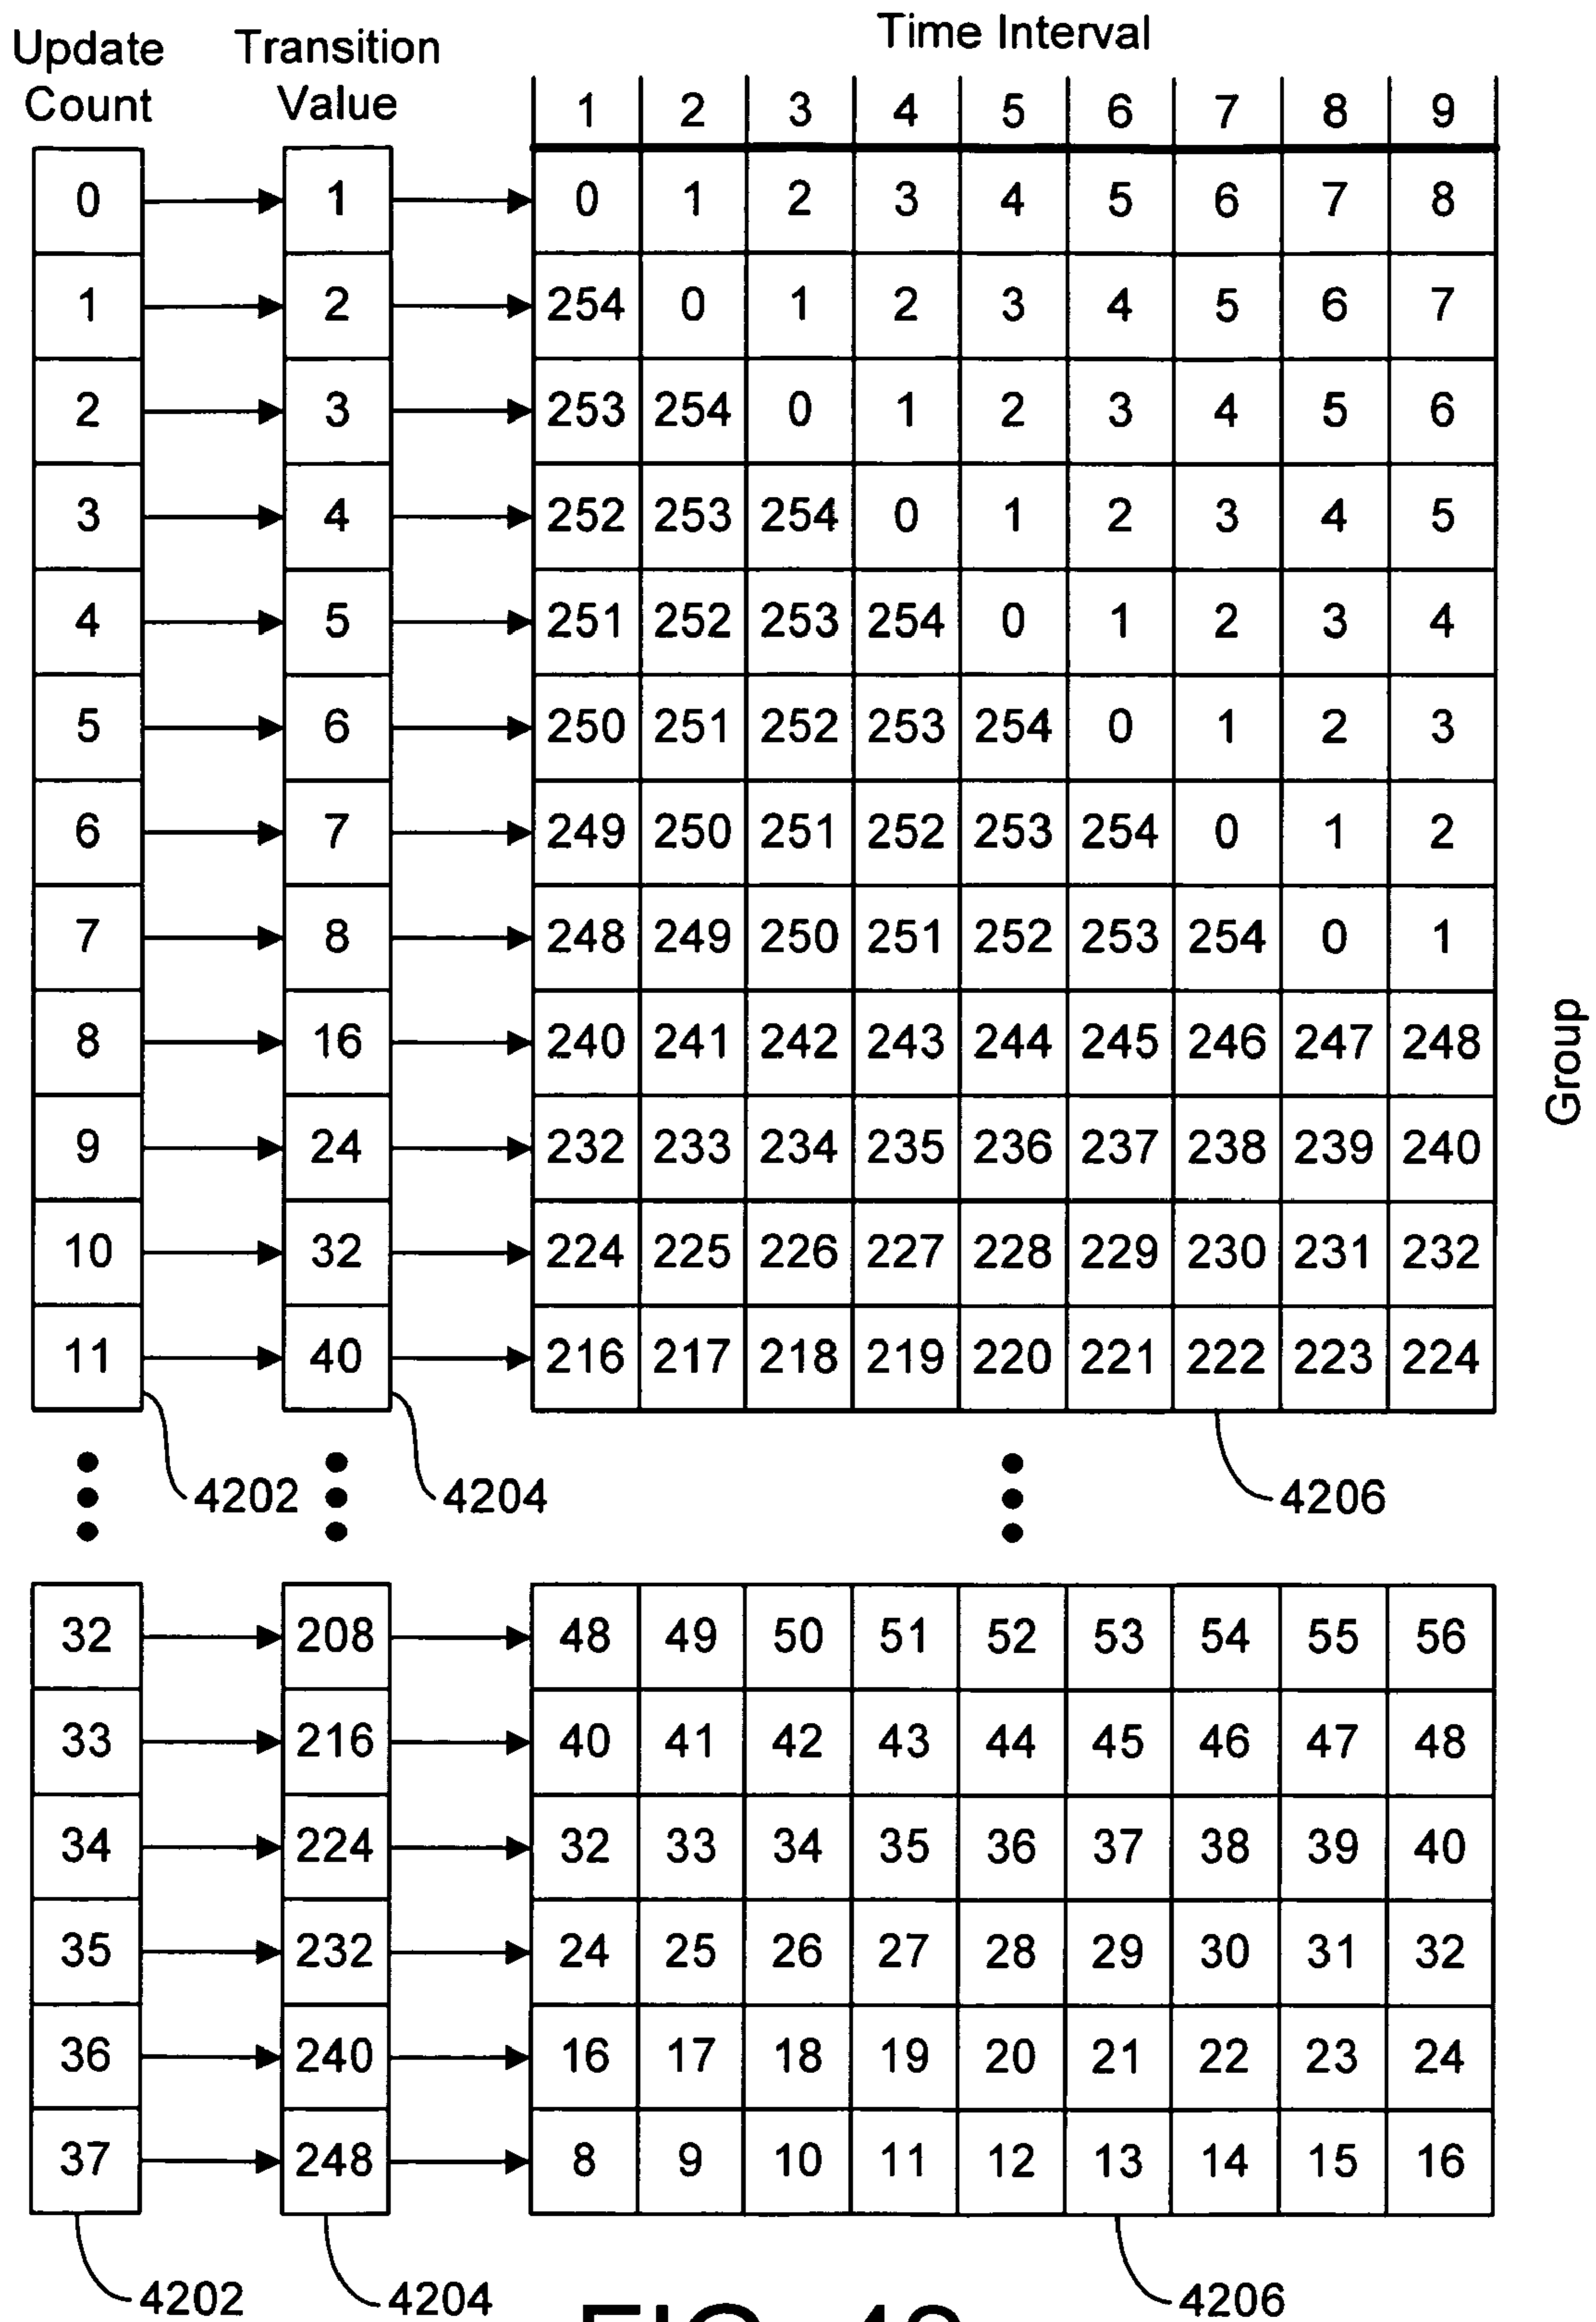 Update Count
Transition Value
Time Interval
1 2 3 4 5 6 7 8 9
0 1 0 1 2 3 4 5 6 7 8
1 2 254 0 1 2 3 4 5 6 7
2 3 253 254 0 1 2 3 4 5 6
3 4 252 253 254 0 1 2 3 4 5
4 5 251 252 253 254 0 1 2 3 4
5 6 250 251 252 253 254 0 1 2 3
6 7 249 250 251 252 253 254 0 1 2
7 8 248 249 250 251 252 253 254 0 1
8 16 240 241 242 243 244 245 246 247 248
9 24 232 233 234 235 236 237 238 239 240
10 32 224 225 226 227 228 229 230 231 232
11 40 216 217 218 219 220 221 222 223 224
Group
4202 4204 4206
32 208 48 49 50 51 52 53 54 55 56
33 216 40 41 42 43 44 45 46 47 48
34 224 32 33 34 35 36 37 38 39 40
35 232 24 25 26 27 28 29 30 31 32
36 240 16 17 18 19 20 21 22 23 24
37 248 8 9 10 11 12 13 14 15 16
4202 4204 4206